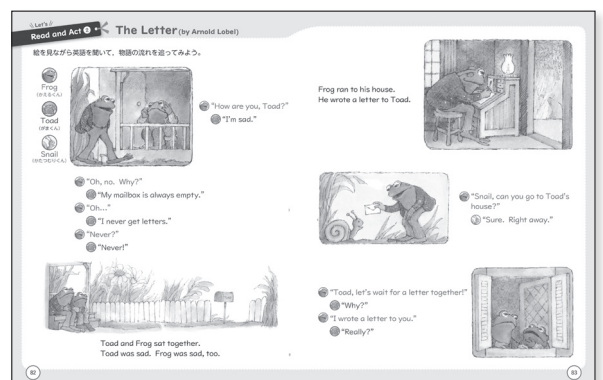 Let's
Read and Act 2 The Letter (by Arnold Lobel)
絵を見ながら英語を聞いて、物語の流れを追ってみよう。
Frog
(かえるくん)
Toad
(がまくん)
Snail
(かたつむりくん)
"How are you, Toad?"
"I'm sad."
"Oh, no. Why?"
"My mailbox is always empty."
"Oh..."
"I never get letters."
"Never?"
"Never!"
Toad and Frog sat together.
Toad was sad. Frog was sad, too.
82
Frog ran to his house.
He wrote a letter to Toad.
"Snail, can you go to Toad's
house?"
"Sure. Right away."
"Toad, let's wait for a letter together!"
"Why?"
"I wrote a letter to you."
"Really?"
83